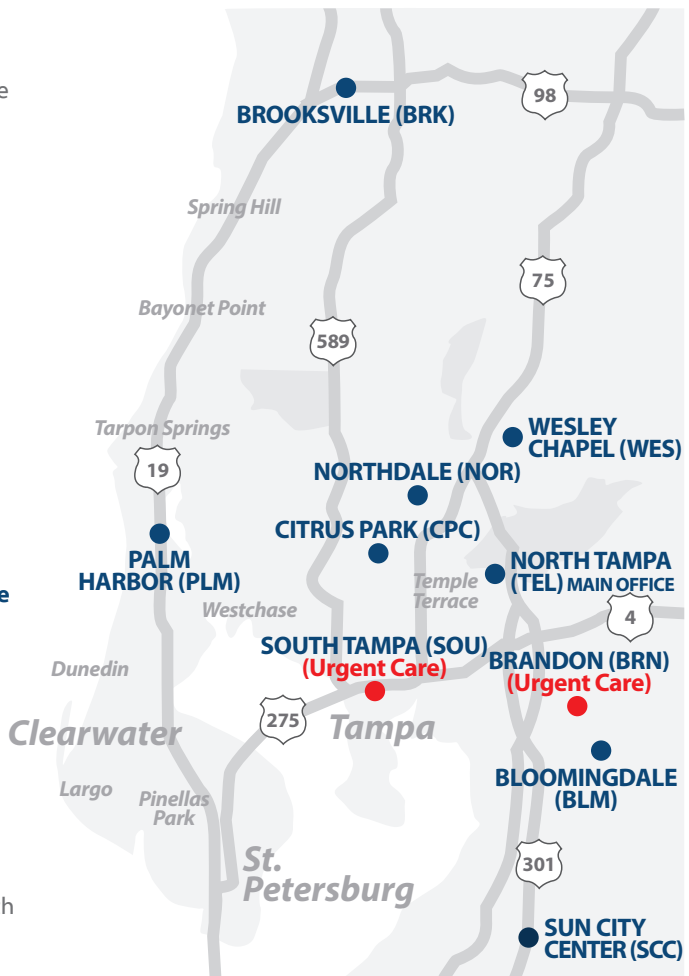 e
98
BROOKSVILLE (BRK)
Spring Hill
75
Bayonet Point
589
Tarpon Springs
WESLEY
CHAPEL (WES)
19
NORTHDALE (NOR)
CITRUS PARK (CPC)
PALM
HARBOR (PLM)
NORTH TAMPA
(TEL) MAIN OFFICE
Temple
Terrace
e
Westchase
4
SOUTH TAMPA (SOU)
(Urgent Care)
BRANDON (BRN)
(Urgent Care)
Dunedin
275
Tampa
Clearwater
BLOOMINGDALE
(BLM)
Largo
Pinellas
Park
St.
Petersburg
301
h
SUN CITY
CENTER (SCC)